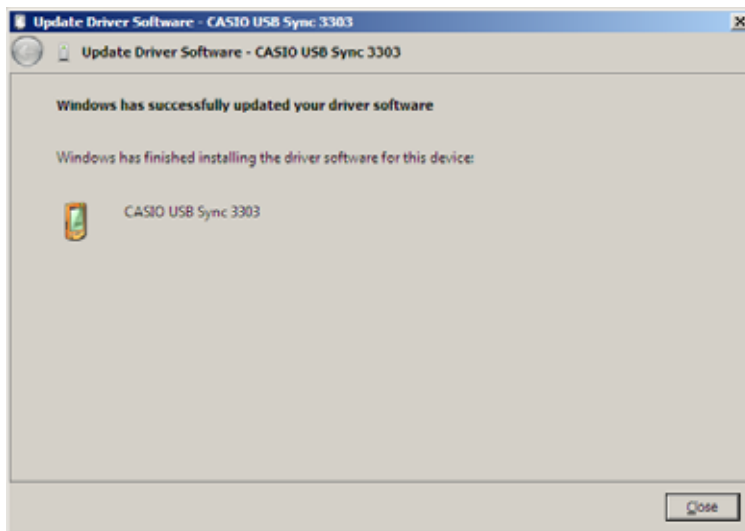 Update Driver Software - CASIO USB Sync 3303
Update Driver Software - CASIO USB Sync 3303
Windows has successfully updated your driver software
Windows has finished installing the driver software for this device:
CASIO USB Sync 3303
Close